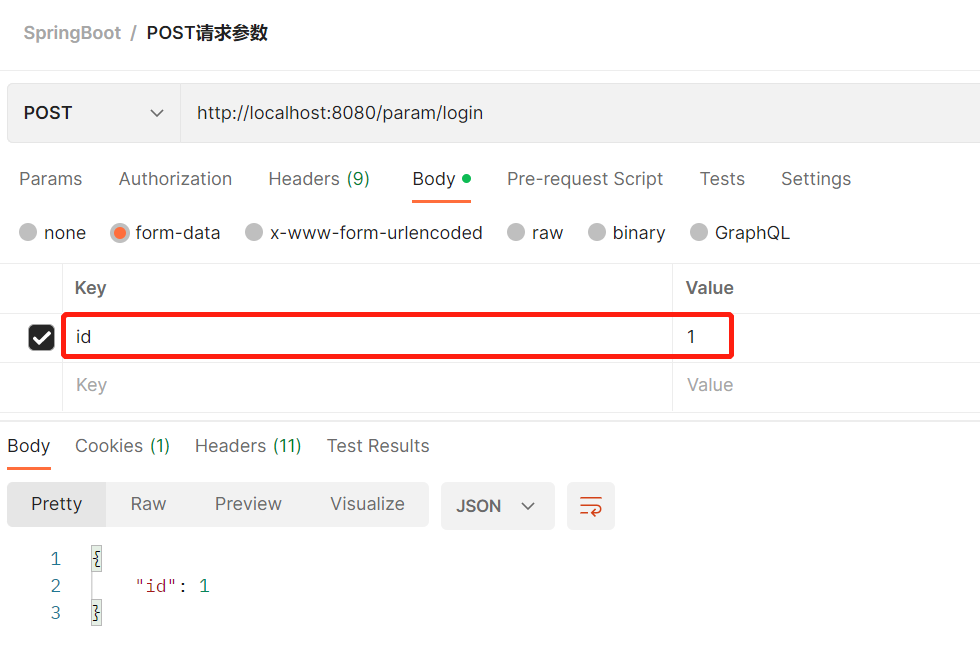 SpringBoot / POST请求参数
POST http://localhost:8080/param/login
Params Authorization Headers (9) Body Pre-request Script Tests Settings
none form-data x-www-form-urlencoded raw binary GraphQL
Key Value
id 1
Key Value
Body Cookies (1) Headers (11) Test Results
Pretty Raw Preview Visualize JSON
1 {
2 "id": 1
3 }